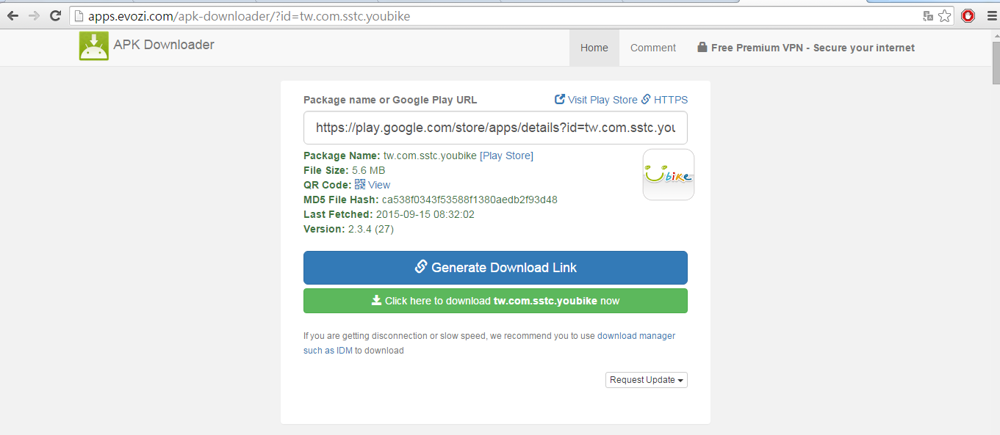 apps.evozi.com/apk-downloader/?id=tw.com.sstc.youbike
APK Downloader
Home
Comment
Free Premium VPN - Secure your internet
Package name or Google Play URL
Visit Play Store
HTTPS
https://play.google.com/store/apps/details?id=tw.com.sstc.you
Package Name: tw.com.sstc.youbike [Play Store]
File Size: 5.6 MB
QR Code: View
MD5 File Hash: ca538f0343f53588f1380aedb2f93d48
Last Fetched: 2015-09-15 08:32:02
Version: 2.3.4 (27)
Ubike
Generate Download Link
Click here to download tw.com.sstc.youbike now
If you are getting disconnection or slow speed, we recommend you to use download manager
such as IDM to download
Request Update